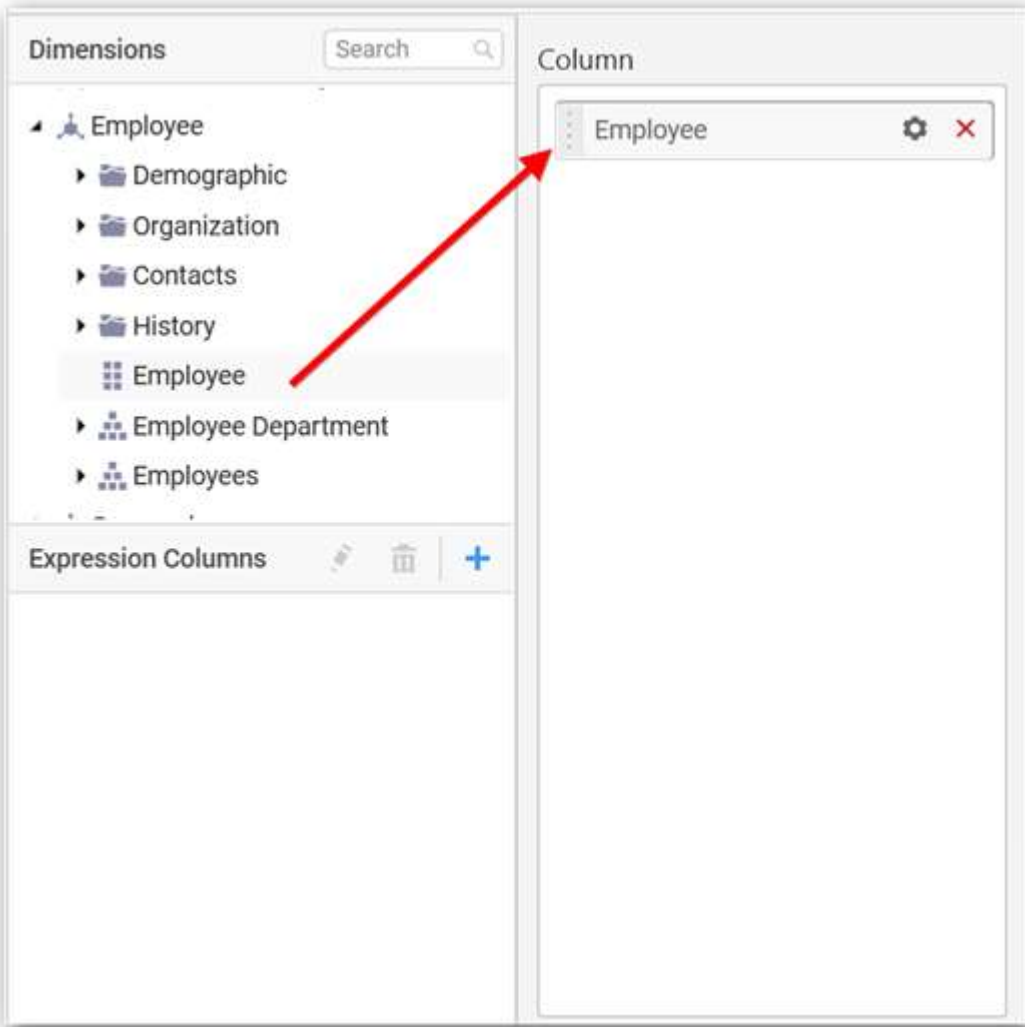 Dimensions
Search
Employee
Demographic
Organization
Contacts
History
Employee
Employee Department
Employees
Expression Columns
Column
Employee